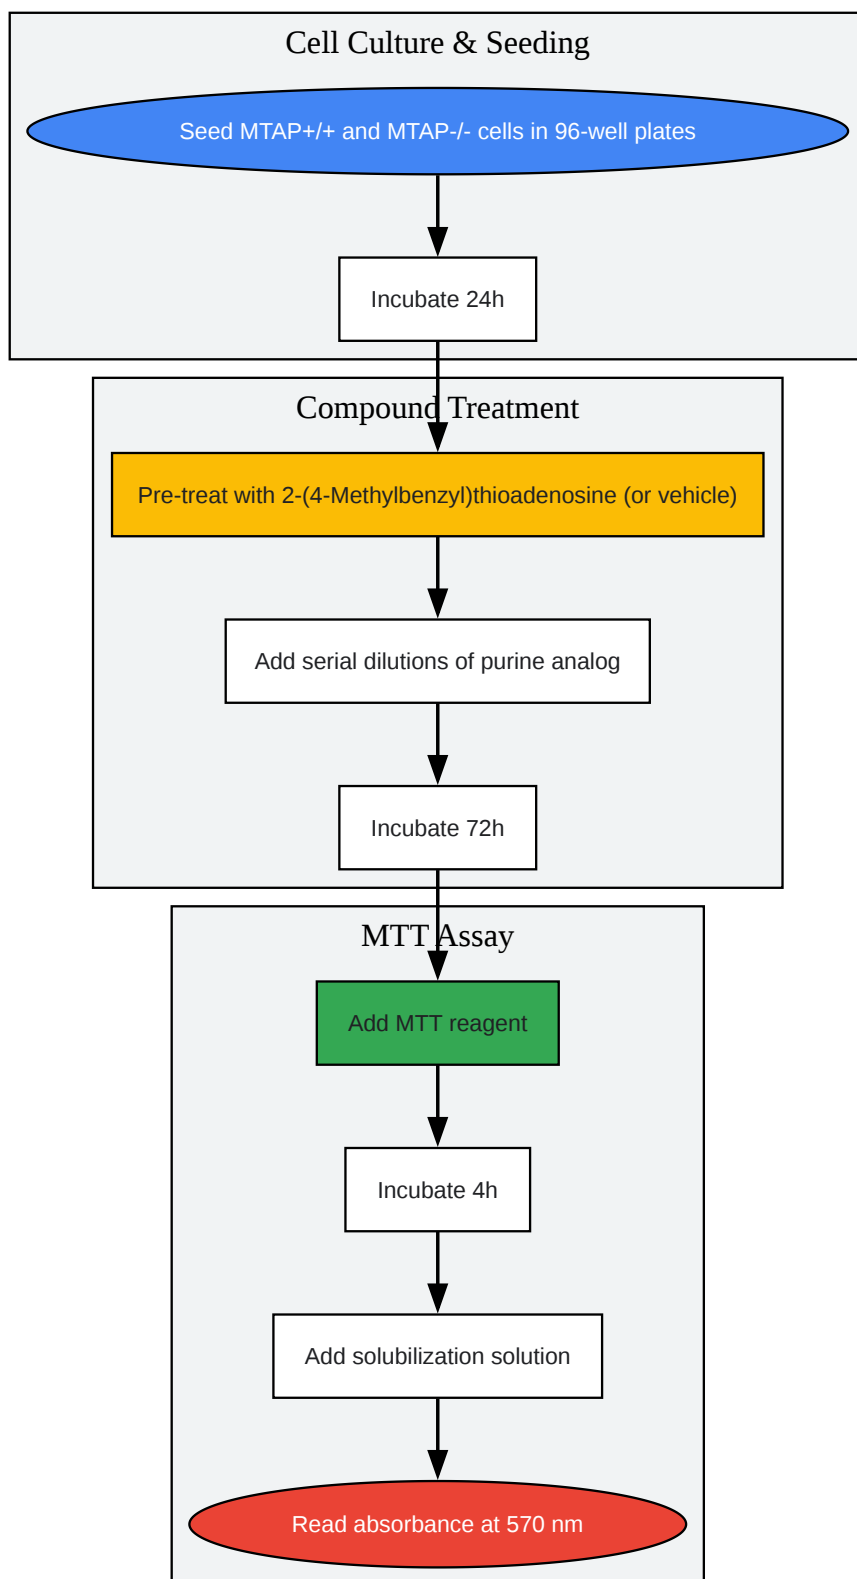 Cell Culture & Seeding
Seed MTAP+/+ and MTAP-/- cells in 96-well plates
Incubate 24h
Compound Treatment
Pre-treat with 2-(4-Methylbenzyl)thioadenosine (or vehicle)
Add serial dilutions of purine analog
Incubate 72h
MTT Assay
Add MTT reagent
Incubate 4h
Add solubilization solution
Read absorbance at 570 nm